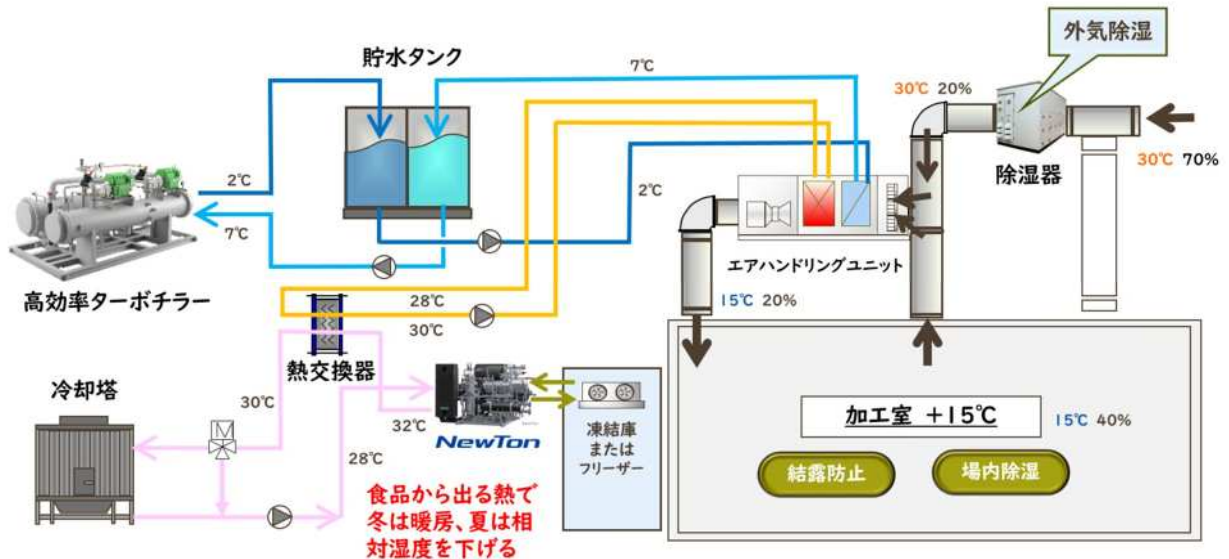 外気除湿
貯水タンク
7℃
30℃ 20%
除湿器
30℃ 70%
2℃
7℃
2℃
高効率ターボチラー
エアハンドリングユニット
15℃ 20%
28℃
30℃
熱交換器
冷却塔
30℃
M
32℃
NewTon
28℃
凍結庫
または
フリーザー
加工室 +15℃
15℃ 40%
結露防止
場内除湿
食品から出る熱で
冬は暖房、夏は相
対湿度を下げる